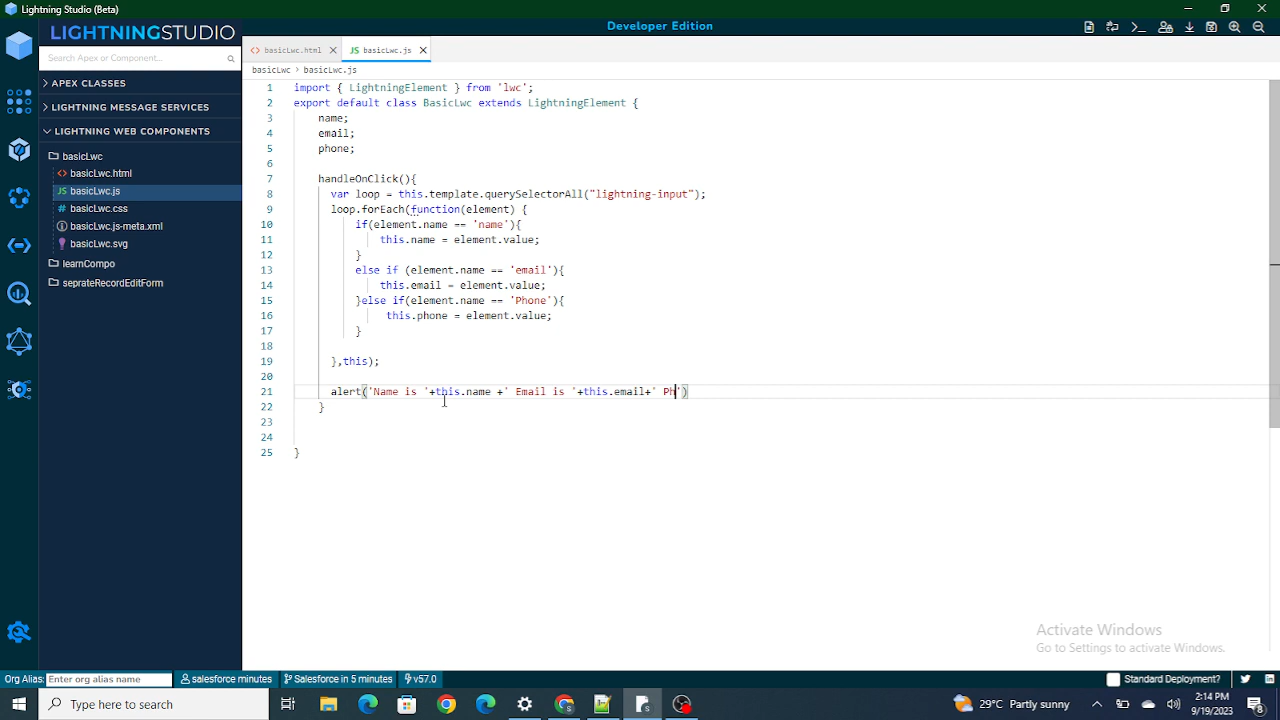 Lightning Studio (Beta)
LIGHTNINGSTUDIO
Developer Edition
Search Apex or Component...
APEX CLASSES
LIGHTNING MESSAGE SERVICES
LIGHTNING WEB COMPONENTS
basicLwc
basicLwc.html
basicLwc.js
basicLwc.css
basicLwc.js-meta.xml
basicLwc.svg
learnCompo
seprateRecordEditForm
basicLwc.html
JS basicLwc.js
basicLwc > basicLwc.js
1 import { LightningElement } from 'lwc';
2 export default class BasicLwc extends LightningElement {
3 name;
4 email;
5 phone;
6
7 handleOnClick(){
8 var loop = this.template.querySelectorAll("lightning-input");
9 loop.forEach(function(element) {
10 if(element.name == 'name'){
11 this.name = element.value;
12 }
13 else if (element.name == 'email'){
14 this.email = element.value;
15 }else if(element.name == 'Phone'){
16 this.phone = element.value;
17 }
18
19 },this);
20
21 alert('Name is '+this.name +' Email is '+this.email+' Ph')
22 }
23
24
25 }
Activate Windows
Go to Settings to activate Windows.
Org Alias: Enter org alias name salesforce minutes Salesforce in 5 minutes v57.0 Standard Deployment?
Type here to search
29°C Partly sunny
2:14 PM
9/19/2023
8